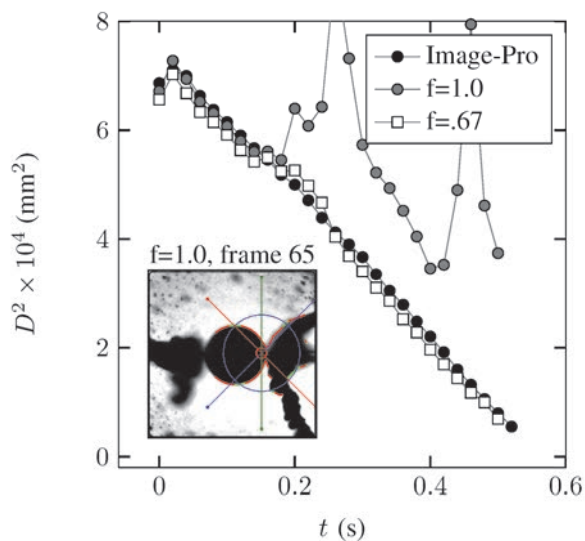 8
6
4
2
0
D² × 10⁴ (mm²)
Image-Pro
f=1.0
f=.67
f=1.0, frame 65
0
0.2
0.4
0.6
t (s)